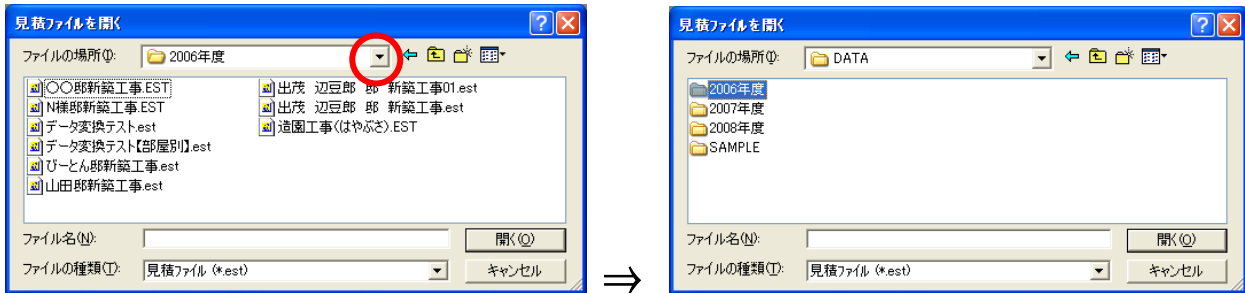 見積ファイルを開く
ファイルの場所(I):
2006年度
〇〇邸新築工事.EST
N様邸新築工事.EST
データ変換テスト.est
データ変換テスト【部屋別】.est
びーとん邸新築工事.est
山田邸新築工事.est
出茂 辺豆郎 邸 新築工事01.est
出茂 辺豆郎 邸 新築工事.est
造園工事(はやぶさ).EST
ファイル名(N):
開く(O)
ファイルの種類(T):
見積ファイル (*.est)
キャンセル
⇒
見積ファイルを開く
ファイルの場所(I):
DATA
2006年度
2007年度
2008年度
SAMPLE
ファイル名(N):
開く(O)
ファイルの種類(T):
見積ファイル (*.est)
キャンセル